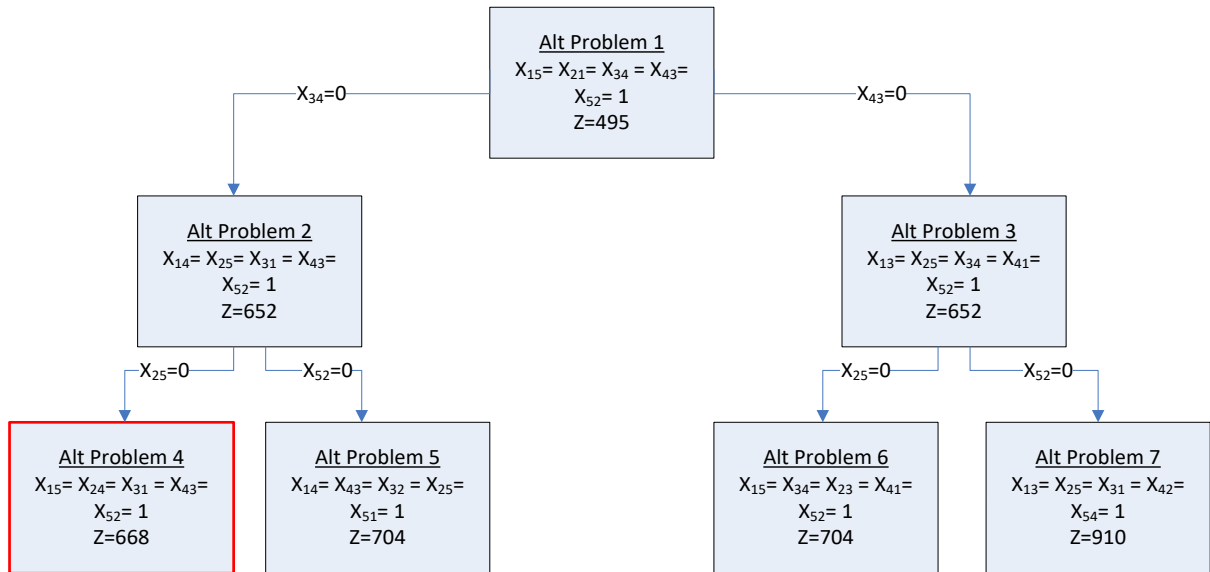 Alt Problem 1
X₁₅= X₂₁= X₃₄ = X₄₃=
X₅₂= 1
Z=495
X₃₄=0
X₄₃=0
Alt Problem 2
X₁₄= X₂₅= X₃₁ = X₄₃=
X₅₂= 1
Z=652
Alt Problem 3
X₁₃= X₂₅= X₃₄ = X₄₁=
X₅₂= 1
Z=652
X₂₅=0
X₅₂=0
X₂₅=0
X₅₂=0
Alt Problem 4
X₁₅= X₂₄= X₃₁ = X₄₃=
X₅₂= 1
Z=668
Alt Problem 5
X₁₄= X₄₃= X₃₂ = X₂₅=
X₅₁= 1
Z=704
Alt Problem 6
X₁₅= X₃₄= X₂₃ = X₄₁=
X₅₂= 1
Z=704
Alt Problem 7
X₁₃= X₂₅= X₃₁ = X₄₂=
X₅₄= 1
Z=910